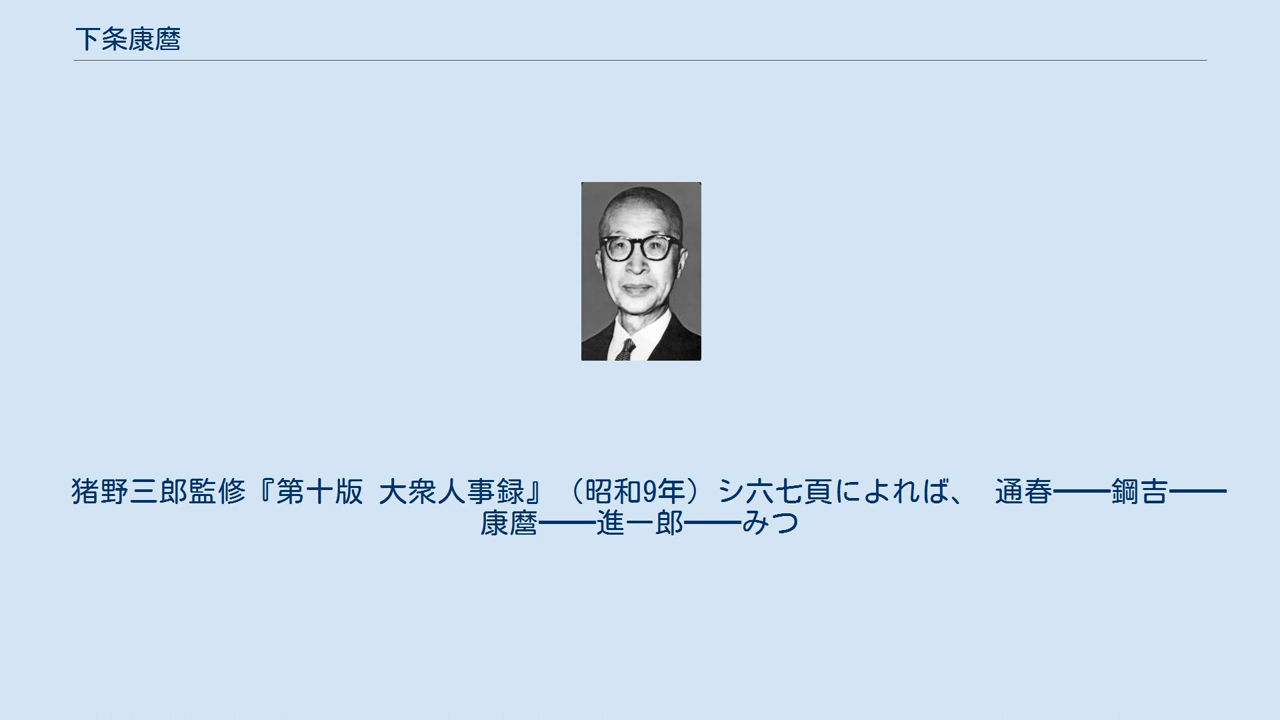 下条康麿
猪野三郎監修『第十版 大衆人事録』（昭和9年）シ六七頁によれば、 通春━━鋼吉━━
康麿━━進一郎━━みつ